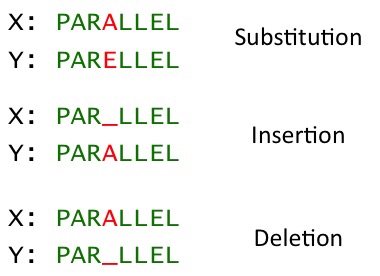 X: PARALLEL
Substitution
Y: PARELLEL
X: PAR_LLEL
Insertion
Y: PARALLEL
X: PARALLEL
Deletion
Y: PAR_LLEL